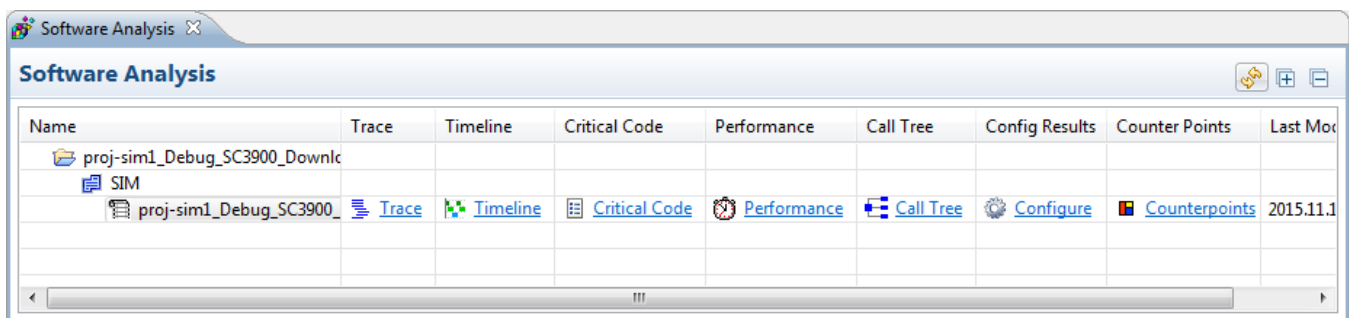 Software Analysis
Software Analysis
Name Trace Timeline Critical Code Performance Call Tree Config Results Counter Points Last Mod
proj-sim1_Debug_SC3900_Downlo
SIM
proj-sim1_Debug_SC3900_ Trace Timeline Critical Code Performance Call Tree Configure Counterpoints 2015.11.1